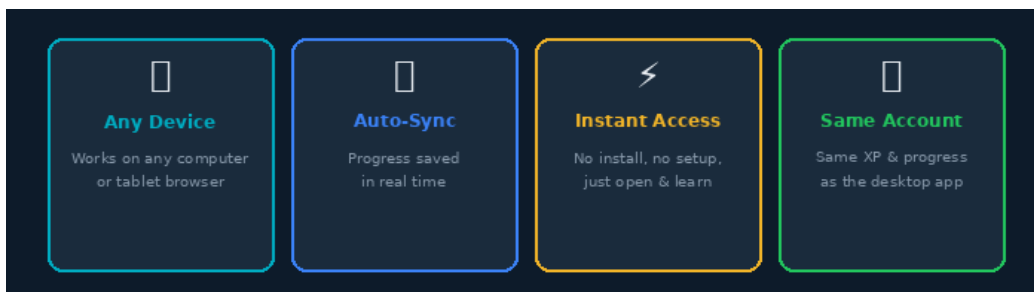 Any Device
Works on any computer
or tablet browser
Auto-Sync
Progress saved
in real time
⚡
Instant Access
No install, no setup,
just open & learn
Same Account
Same XP & progress
as the desktop app